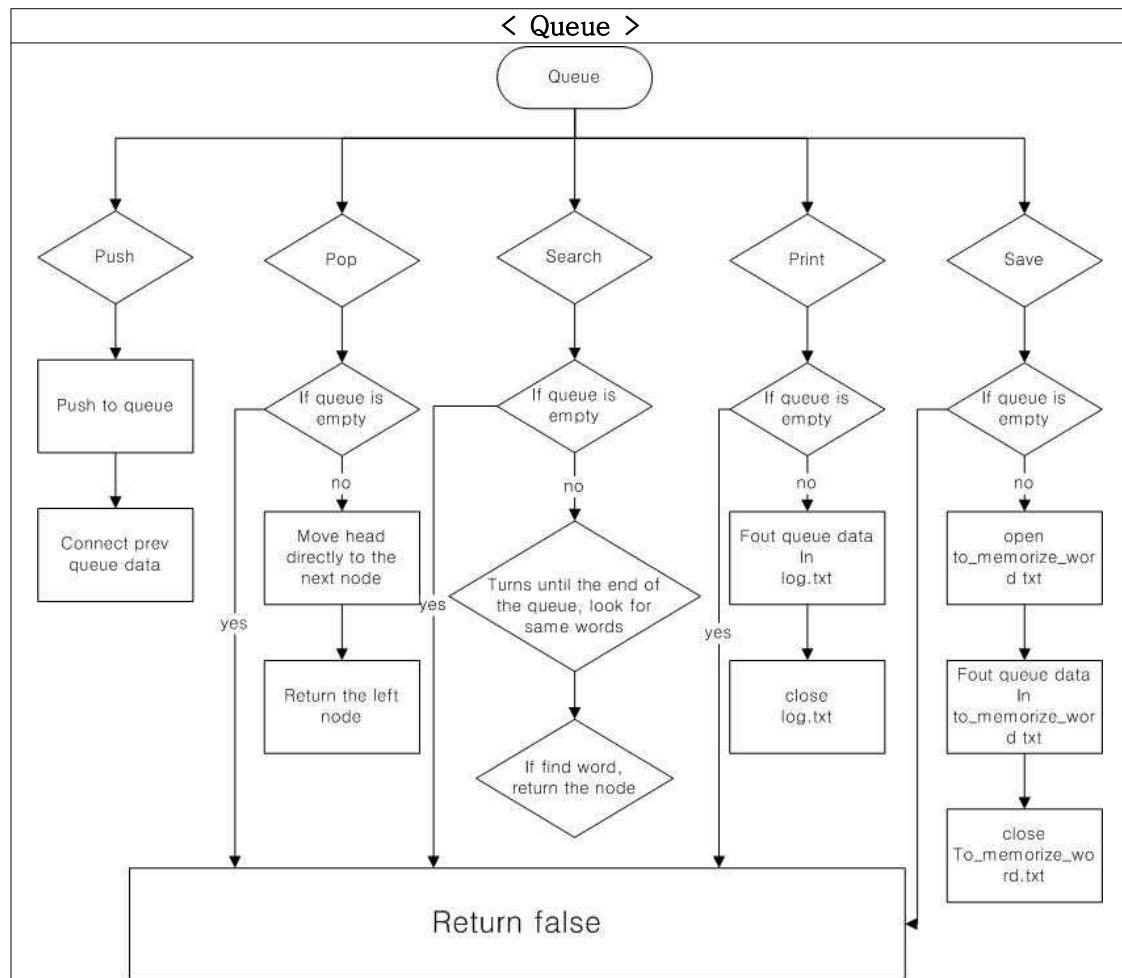 < Queue >
Queue
Push
Pop
Search
Print
Save
Push to queue
If queue is
empty
If queue is
empty
If queue is
empty
If queue is
empty
no
no
no
no
Connect prev
queue data
Move head
directly to the
next node
Turns until the end of
the queue, look for
same words
Fout queue data
In
log.txt
open
to_memorize_wo
rd txt
yes
yes
yes
Return the left
node
close
log.txt
Fout queue data
In
to_memorize_wo
rd txt
If find word,
return the node
close
To_memorize_wo
rd.txt
Return false